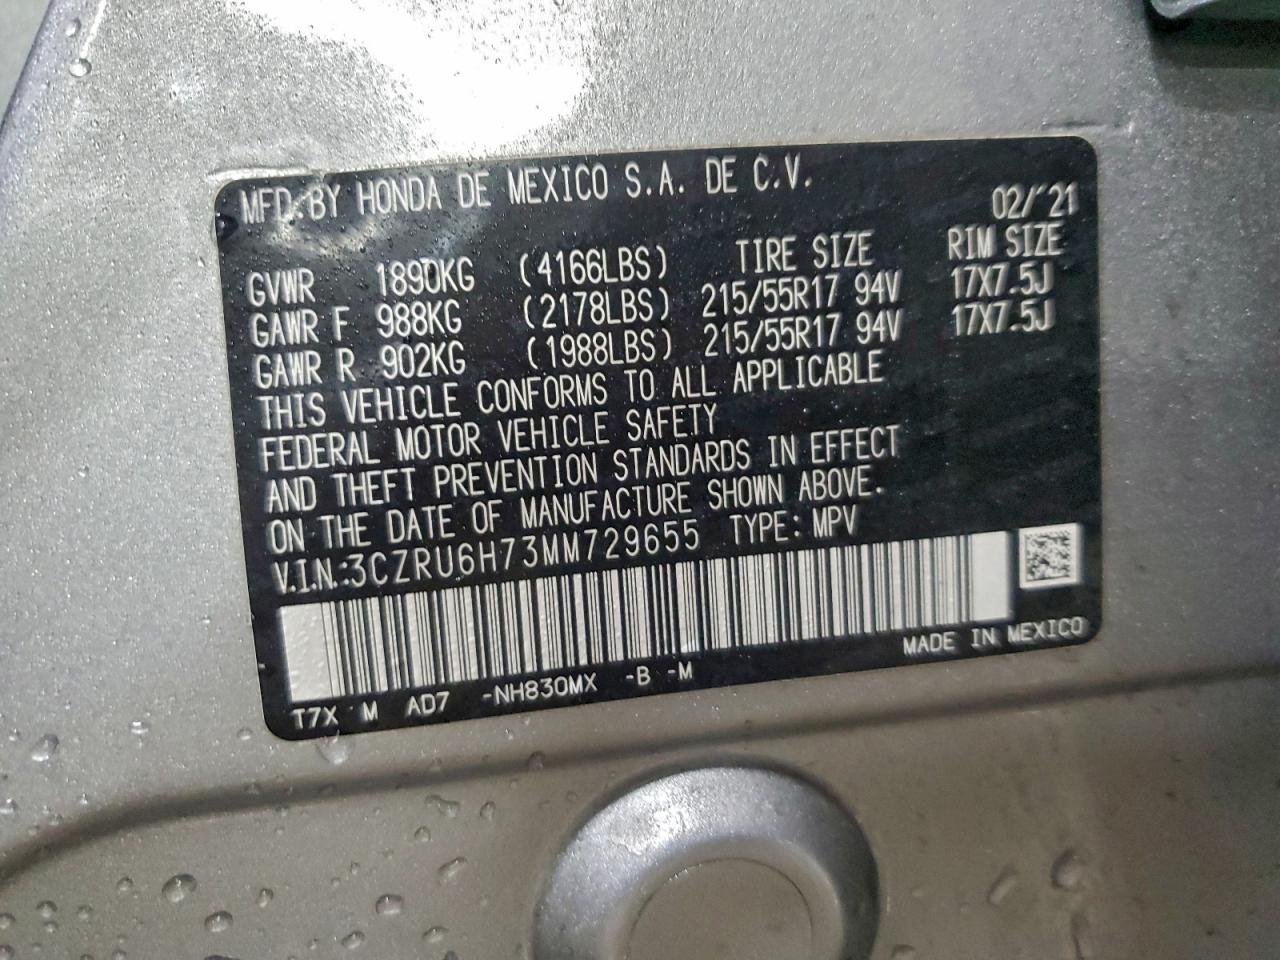 MFD.BY HONDA DE MEXICO S.A. DE C.V. 02/'21
TIRE SIZE RIM SIZE
GVWR 1890KG (4166LBS)
GAWR F 988KG (2178LBS) 215/55R17 94V 17X7.5J
GAWR R 902KG (1988LBS) 215/55R17 94V 17X7.5J
THIS VEHICLE CONFORMS TO ALL APPLICABLE
FEDERAL MOTOR VEHICLE SAFETY
AND THEFT PREVENTION STANDARDS IN EFFECT
ON THE DATE OF MANUFACTURE SHOWN ABOVE.
V.I.N.:3CZRU6H73MM729655 TYPE: MPV
MADE IN MEXICO
T7X M AD7 -NH830MX -B -M